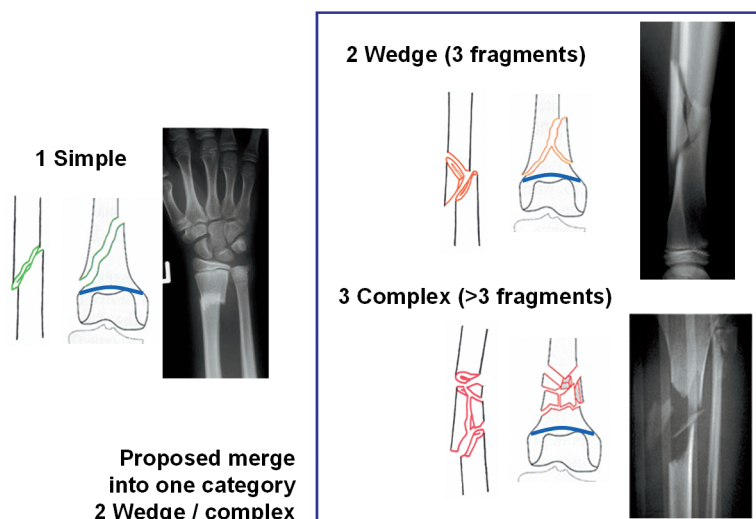 1 Simple
2 Wedge (3 fragments)
3 Complex (>3 fragments)
Proposed merge
into one category
2 Wedge / complex